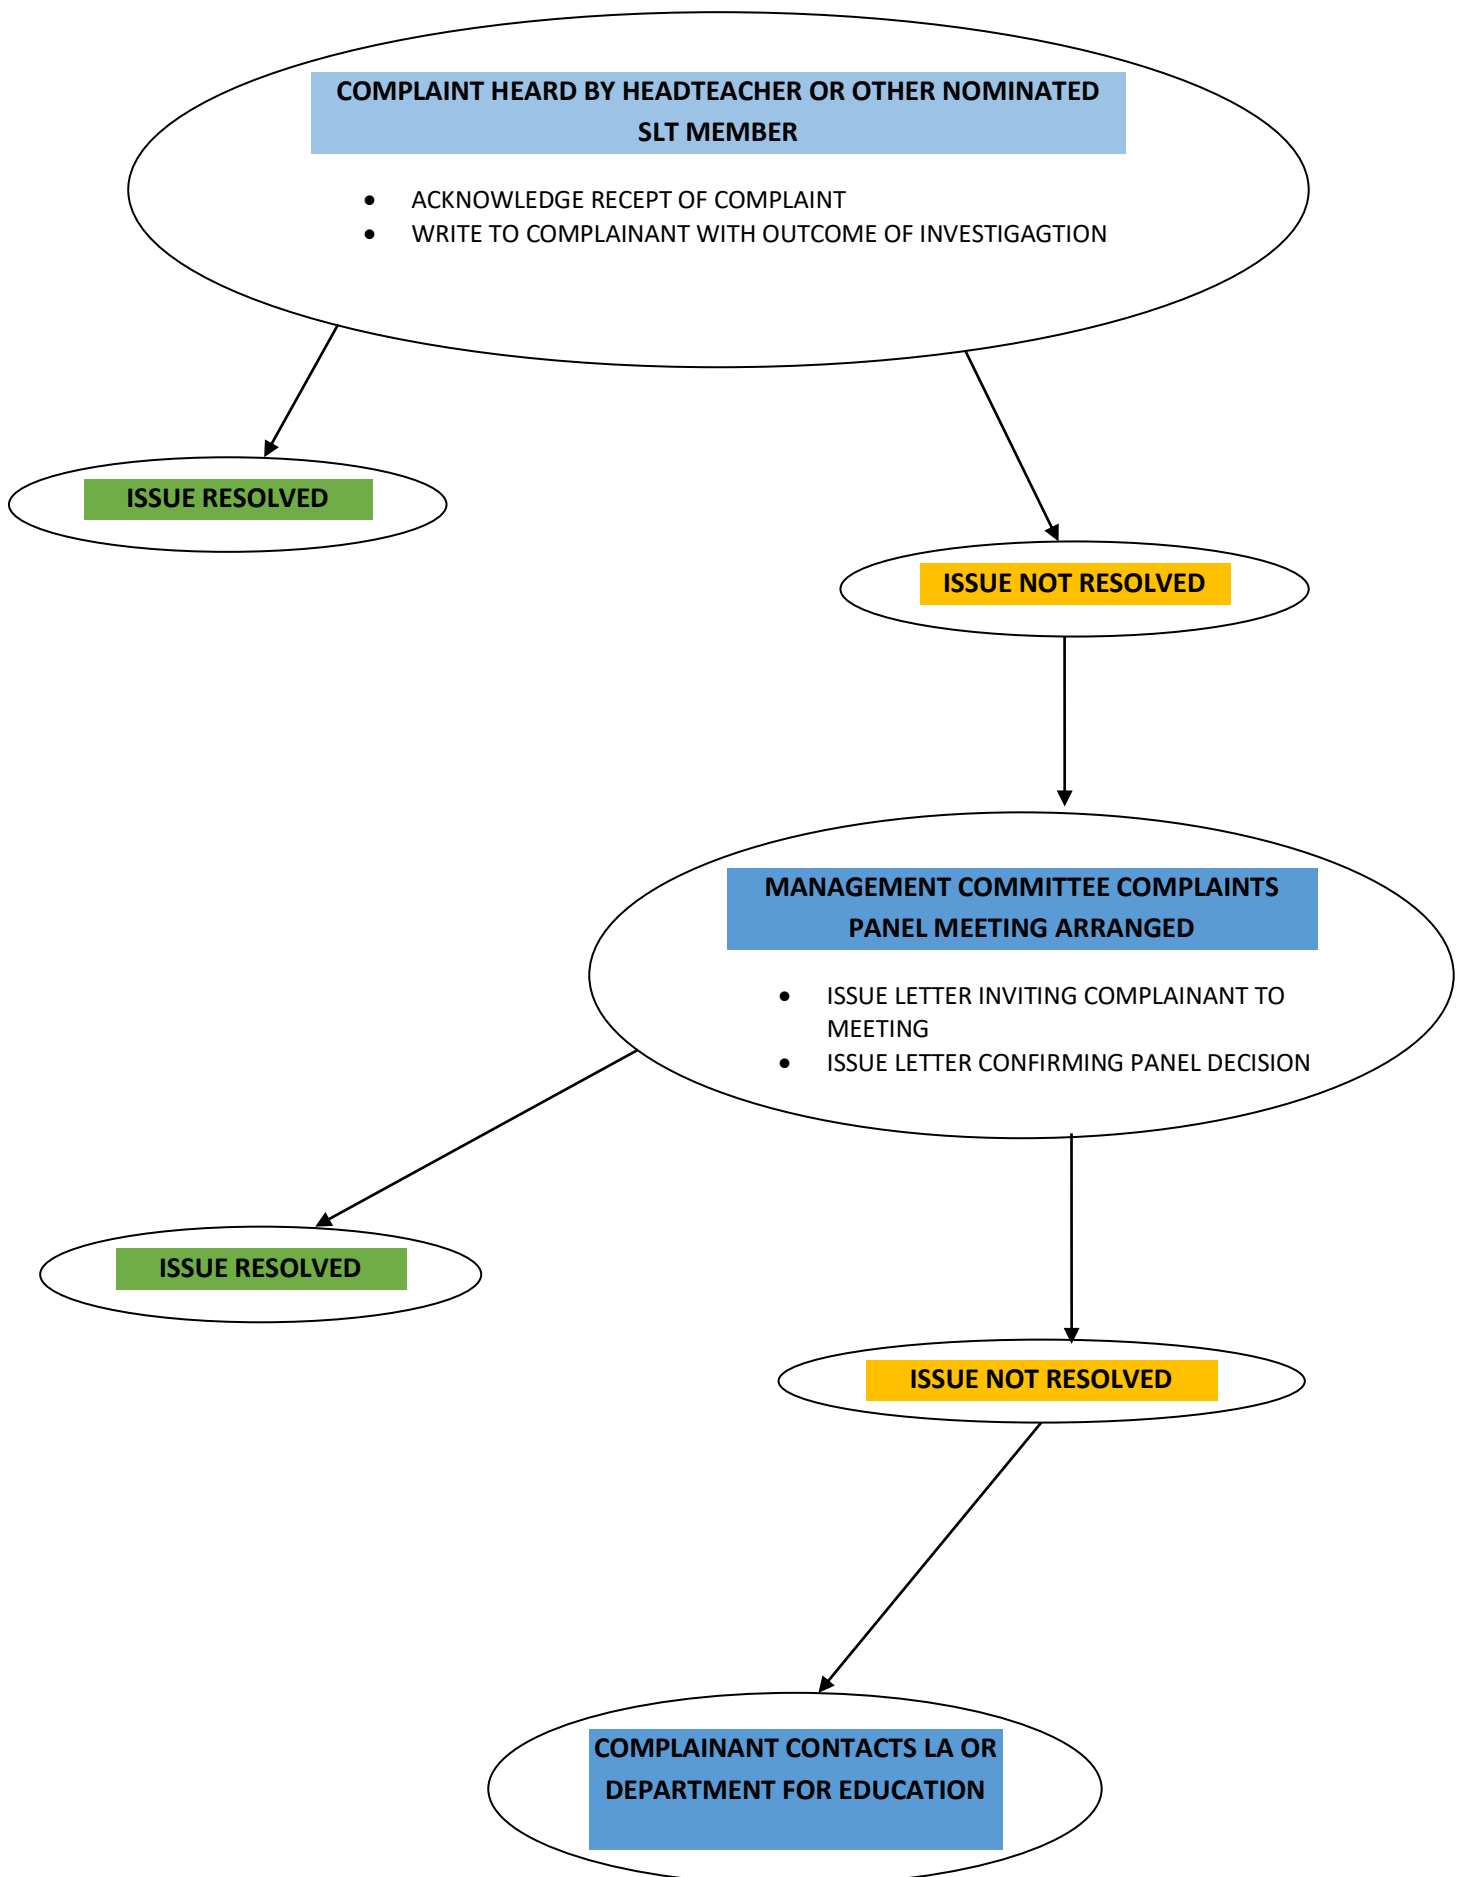 COMPLAINT HEARD BY HEADTEACHER OR OTHER NOMINATED
SLT MEMBER
• ACKNOWLEDGE RECEPT OF COMPLAINT
• WRITE TO COMPLAINANT WITH OUTCOME OF INVESTIGAGTION
ISSUE RESOLVED
ISSUE NOT RESOLVED
MANAGEMENT COMMITTEE COMPLAINTS
PANEL MEETING ARRANGED
• ISSUE LETTER INVITING COMPLAINANT TO
MEETING
• ISSUE LETTER CONFIRMING PANEL DECISION
ISSUE RESOLVED
ISSUE NOT RESOLVED
COMPLAINANT CONTACTS LA OR
DEPARTMENT FOR EDUCATION